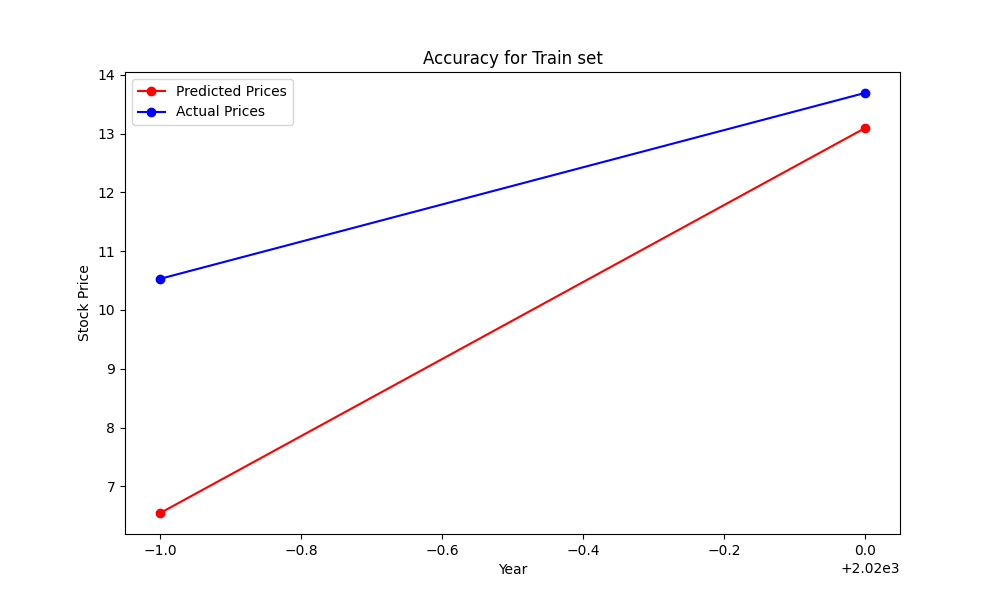 Accuracy for Train set
Predicted Prices
Actual Prices
14
13
12
11
10
9
8
7
Stock Price
−1.0 −0.8 −0.6 −0.4 −0.2 0.0
+2.02e3
Year